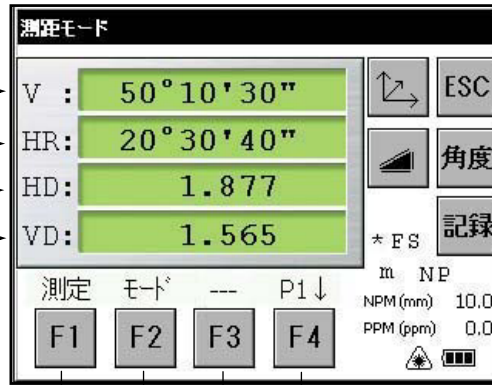 測距モード
V : 50°10'30"
HR: 20°30'40"
HD: 1.877
VD: 1.565
ESC
角度
記録
*FS
m NP
NPM (mm) 10.0
PPM (ppm) 0.0
測定 モード --- P1↓
F1 F2 F3 F4